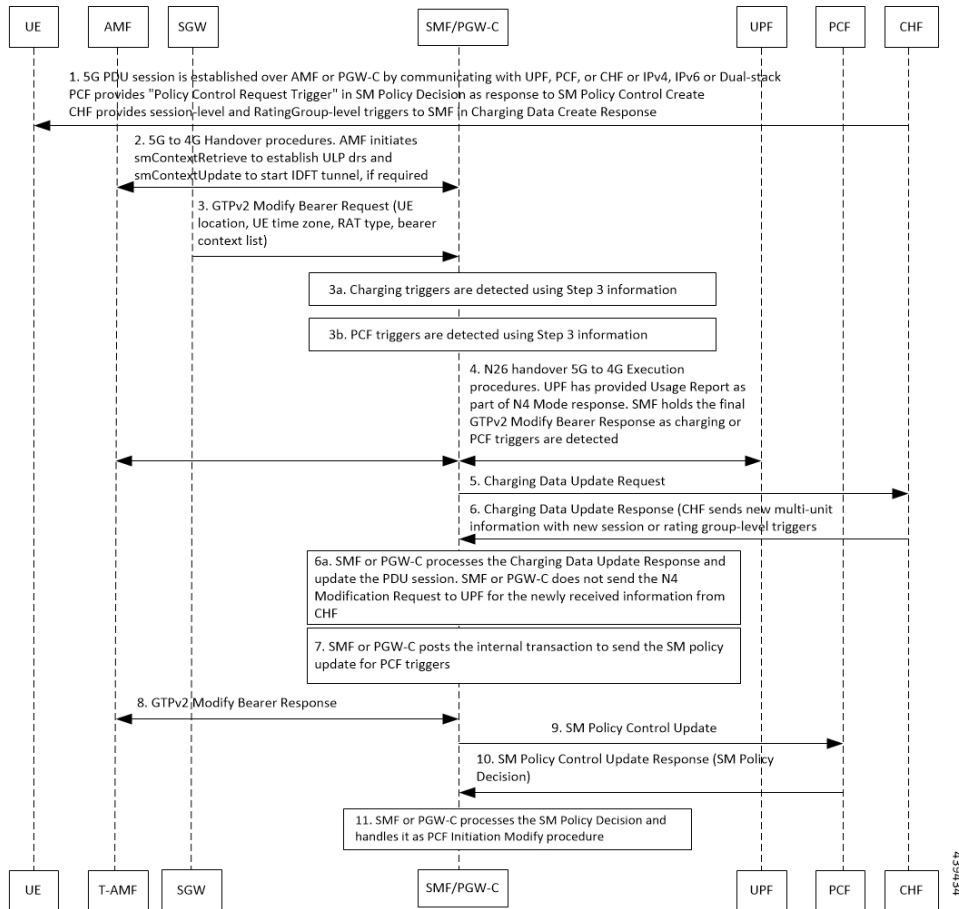 UE AMF SGW SMF/PGW-C UPF PCF CHF
1. 5G PDU session is established over AMF or PGW-C by communicating with UPF, PCF, or CHF or IPv4, IPv6 or Dual-stack
PCF provides "Policy Control Request Trigger" in SM Policy Decision as response to SM Policy Control Create
CHF provides session-level and RatingGroup-level triggers to SMF in Charging Data Create Response
2. 5G to 4G Handover procedures. AMF initiates
smContextRetrieve to establish ULP drs and
smContextUpdate to start IDFT tunnel, if required
3. GTPv2 Modify Bearer Request (UE
location, UE time zone, RAT type, bearer
context list)
3a. Charging triggers are detected using Step 3 information
3b. PCF triggers are detected using Step 3 information
4. N26 handover 5G to 4G Execution
procedures. UPF has provided Usage Report as
part of N4 Mode response. SMF holds the final
GTPv2 Modify Bearer Response as charging or
PCF triggers are detected
5. Charging Data Update Request
6. Charging Data Update Response (CHF sends new multi-unit
information with new session or rating group-level triggers
6a. SMF or PGW-C processes the Charging Data Update Response and
update the PDU session. SMF or PGW-C does not send the N4
Modification Request to UPF for the newly received information from
CHF
7. SMF or PGW-C posts the internal transaction to send the SM policy
update for PCF triggers
8. GTPv2 Modify Bearer Response
9. SM Policy Control Update
10. SM Policy Control Update Response (SM Policy
Decision)
11. SMF or PGW-C processes the SM Policy Decision and
handles it as PCF Initiation Modify procedure
UE T-AMF SGW SMF/PGW-C UPF PCF CHF
439434